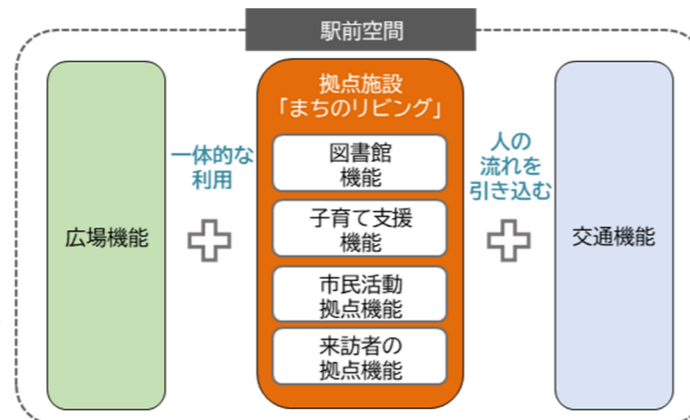 駅前空間
広場機能
一体的な
利用
拠点施設
「まちのリビング」
図書館
機能
子育て支援
機能
市民活動
拠点機能
来訪者の
拠点機能
人の
流れを
引き込む
交通機能